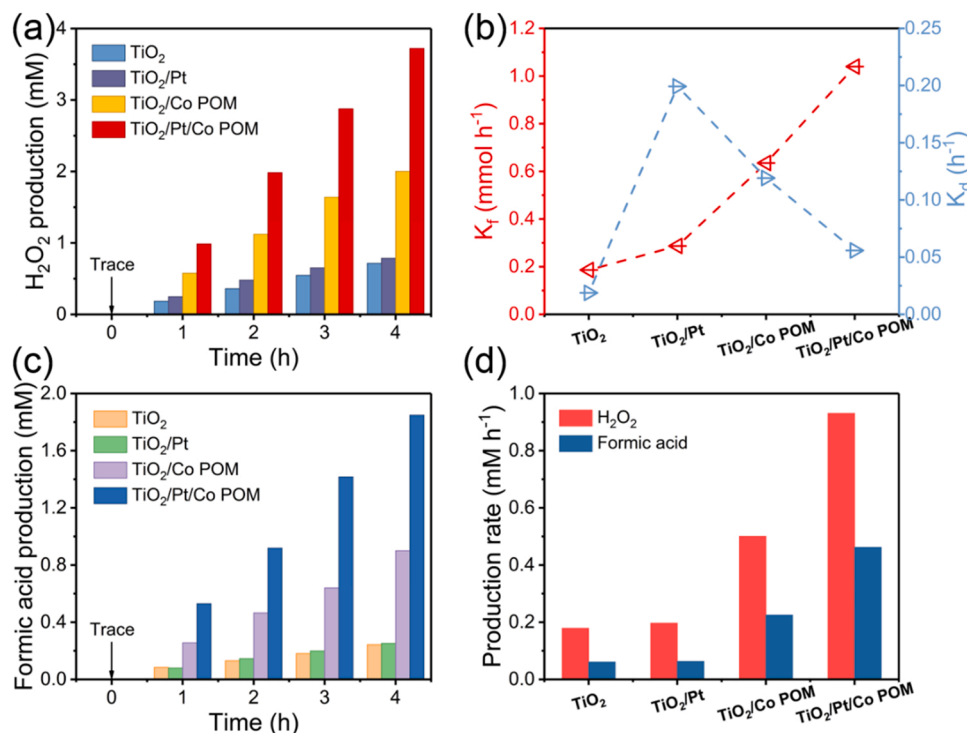 (a)
H₂O₂ production (mM)
4
3
2
1
0
TiO₂
TiO₂/Pt
TiO₂/Co POM
TiO₂/Pt/Co POM
Trace
0 1 2 3 4
Time (h)
(b)
K_f (mmol h⁻¹)
1.2
1.0
0.8
0.6
0.4
0.2
0.0
0.25
0.20
0.15
0.10
0.05
0.00
K_d (h⁻¹)
TiO₂
TiO₂/Pt
TiO₂/Co POM
TiO₂/Pt/Co POM
(c)
Formic acid production (mM)
2.0
1.6
1.2
0.8
0.4
0.0
TiO₂
TiO₂/Pt
TiO₂/Co POM
TiO₂/Pt/Co POM
Trace
0 1 2 3 4
Time (h)
(d)
Production rate (mM h⁻¹)
1.0
0.8
0.6
0.4
0.2
0.0
H₂O₂
Formic acid
TiO₂
TiO₂/Pt
TiO₂/Co POM
TiO₂/Pt/Co POM